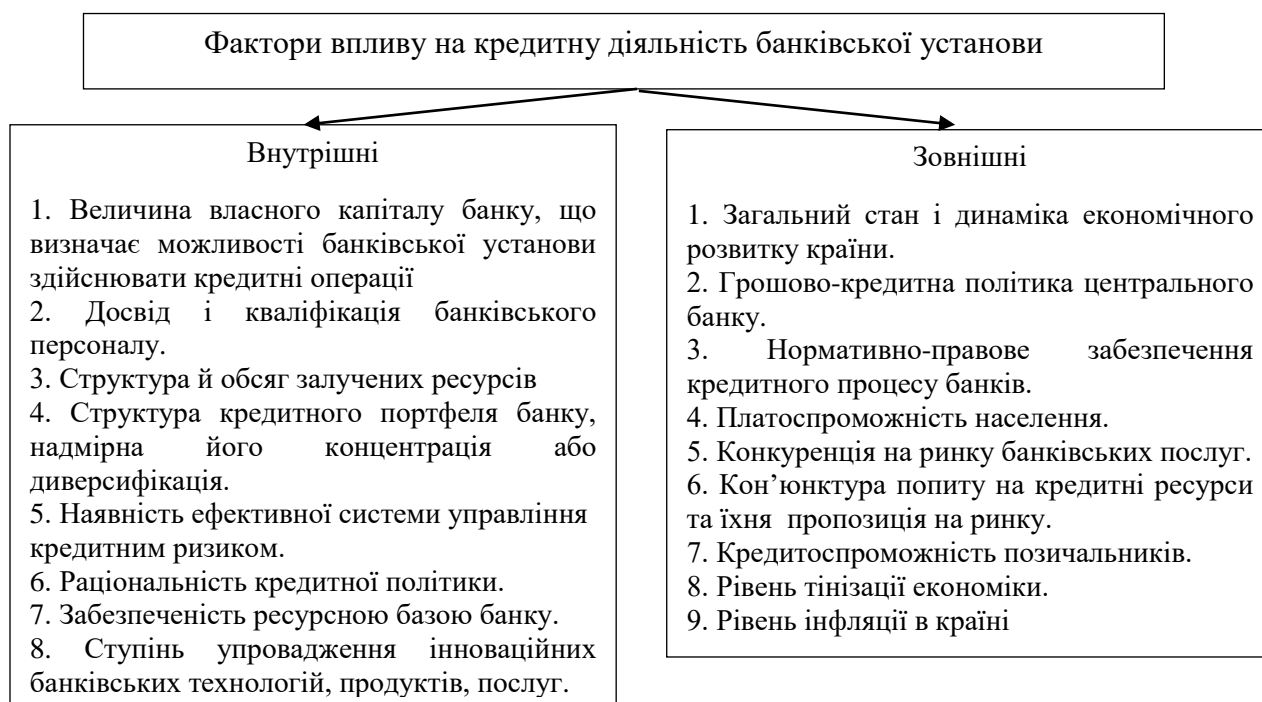 Фактори впливу на кредитну діяльність банківської установи
Внутрішні
1. Величина власного капіталу банку, що
визначає можливості банківської установи
здійснювати кредитні операції
2. Досвід і кваліфікація банківського
персоналу.
3. Структура й обсяг залучених ресурсів
4. Структура кредитного портфеля банку,
надмірна його концентрація або
диверсифікація.
5. Наявність ефективної системи управління
кредитним ризиком.
6. Раціональність кредитної політики.
7. Забезпеченість ресурсною базою банку.
8. Ступінь упровадження інноваційних
банківських технологій, продуктів, послуг.
Зовнішні
1. Загальний стан і динаміка економічного
розвитку країни.
2. Грошово-кредитна політика центрального
банку.
3. Нормативно-правове забезпечення
кредитного процесу банків.
4. Платоспроможність населення.
5. Конкуренція на ринку банківських послуг.
6. Кон’юнктура попиту на кредитні ресурси
та їхня пропозиція на ринку.
7. Кредитоспроможність позичальників.
8. Рівень тінізації економіки.
9. Рівень інфляції в країні